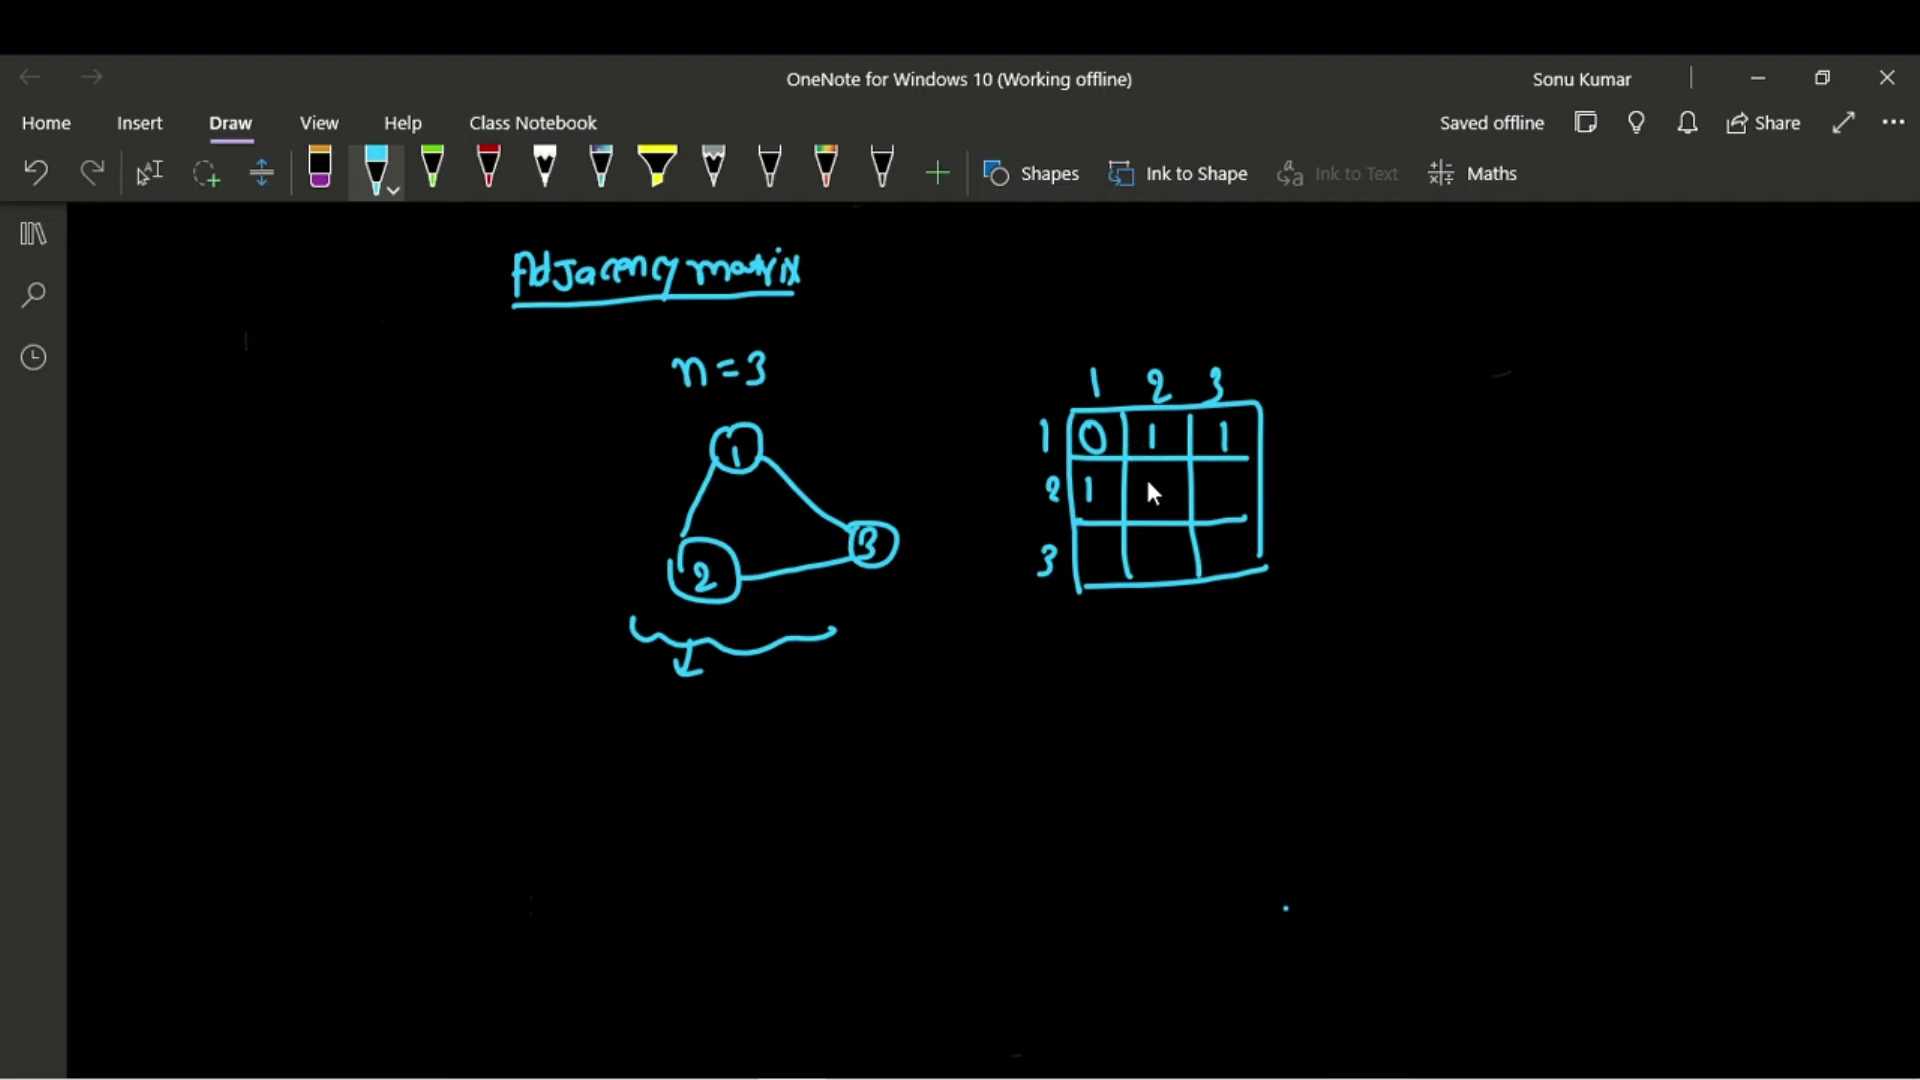 OneNote for Windows 10 (Working offline)
Sonu Kumar
Home Insert Draw View Help Class Notebook
Saved offline
Share
Shapes Ink to Shape Ink to Text Maths
Adjacency matrix
n=3
1
2
3
1 2 3
1 0 1 1
2 1
3